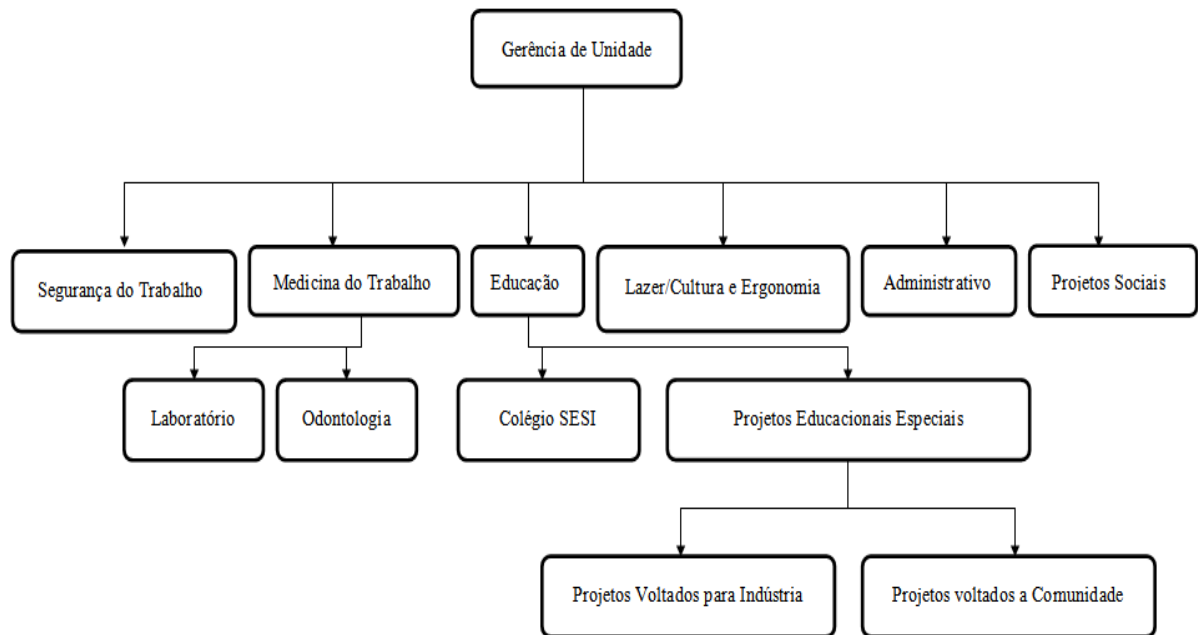 Gerência de Unidade
Segurança do Trabalho
Medicina do Trabalho
Educação
Lazer/Cultura e Ergonomia
Administrativo
Projetos Sociais
Laboratório
Odontologia
Colégio SESI
Projetos Educacionais Especiais
Projetos Voltados para Indústria
Projetos voltados a Comunidade